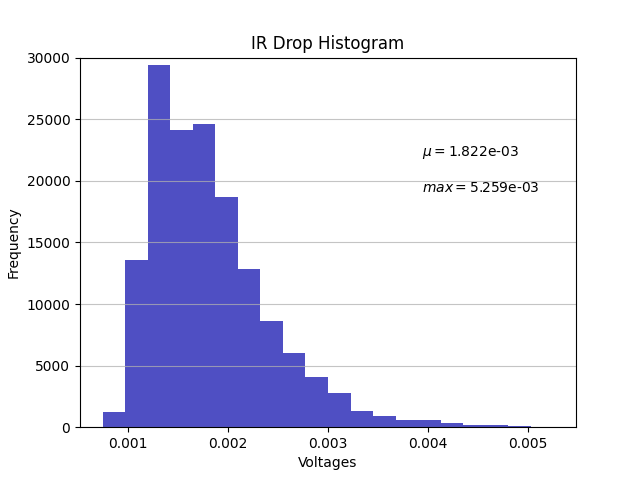 IR Drop Histogram
30000
25000
20000
15000
10000
5000
0
Frequency
μ = 1.822e-03
max = 5.259e-03
0.001 0.002 0.003 0.004 0.005
Voltages